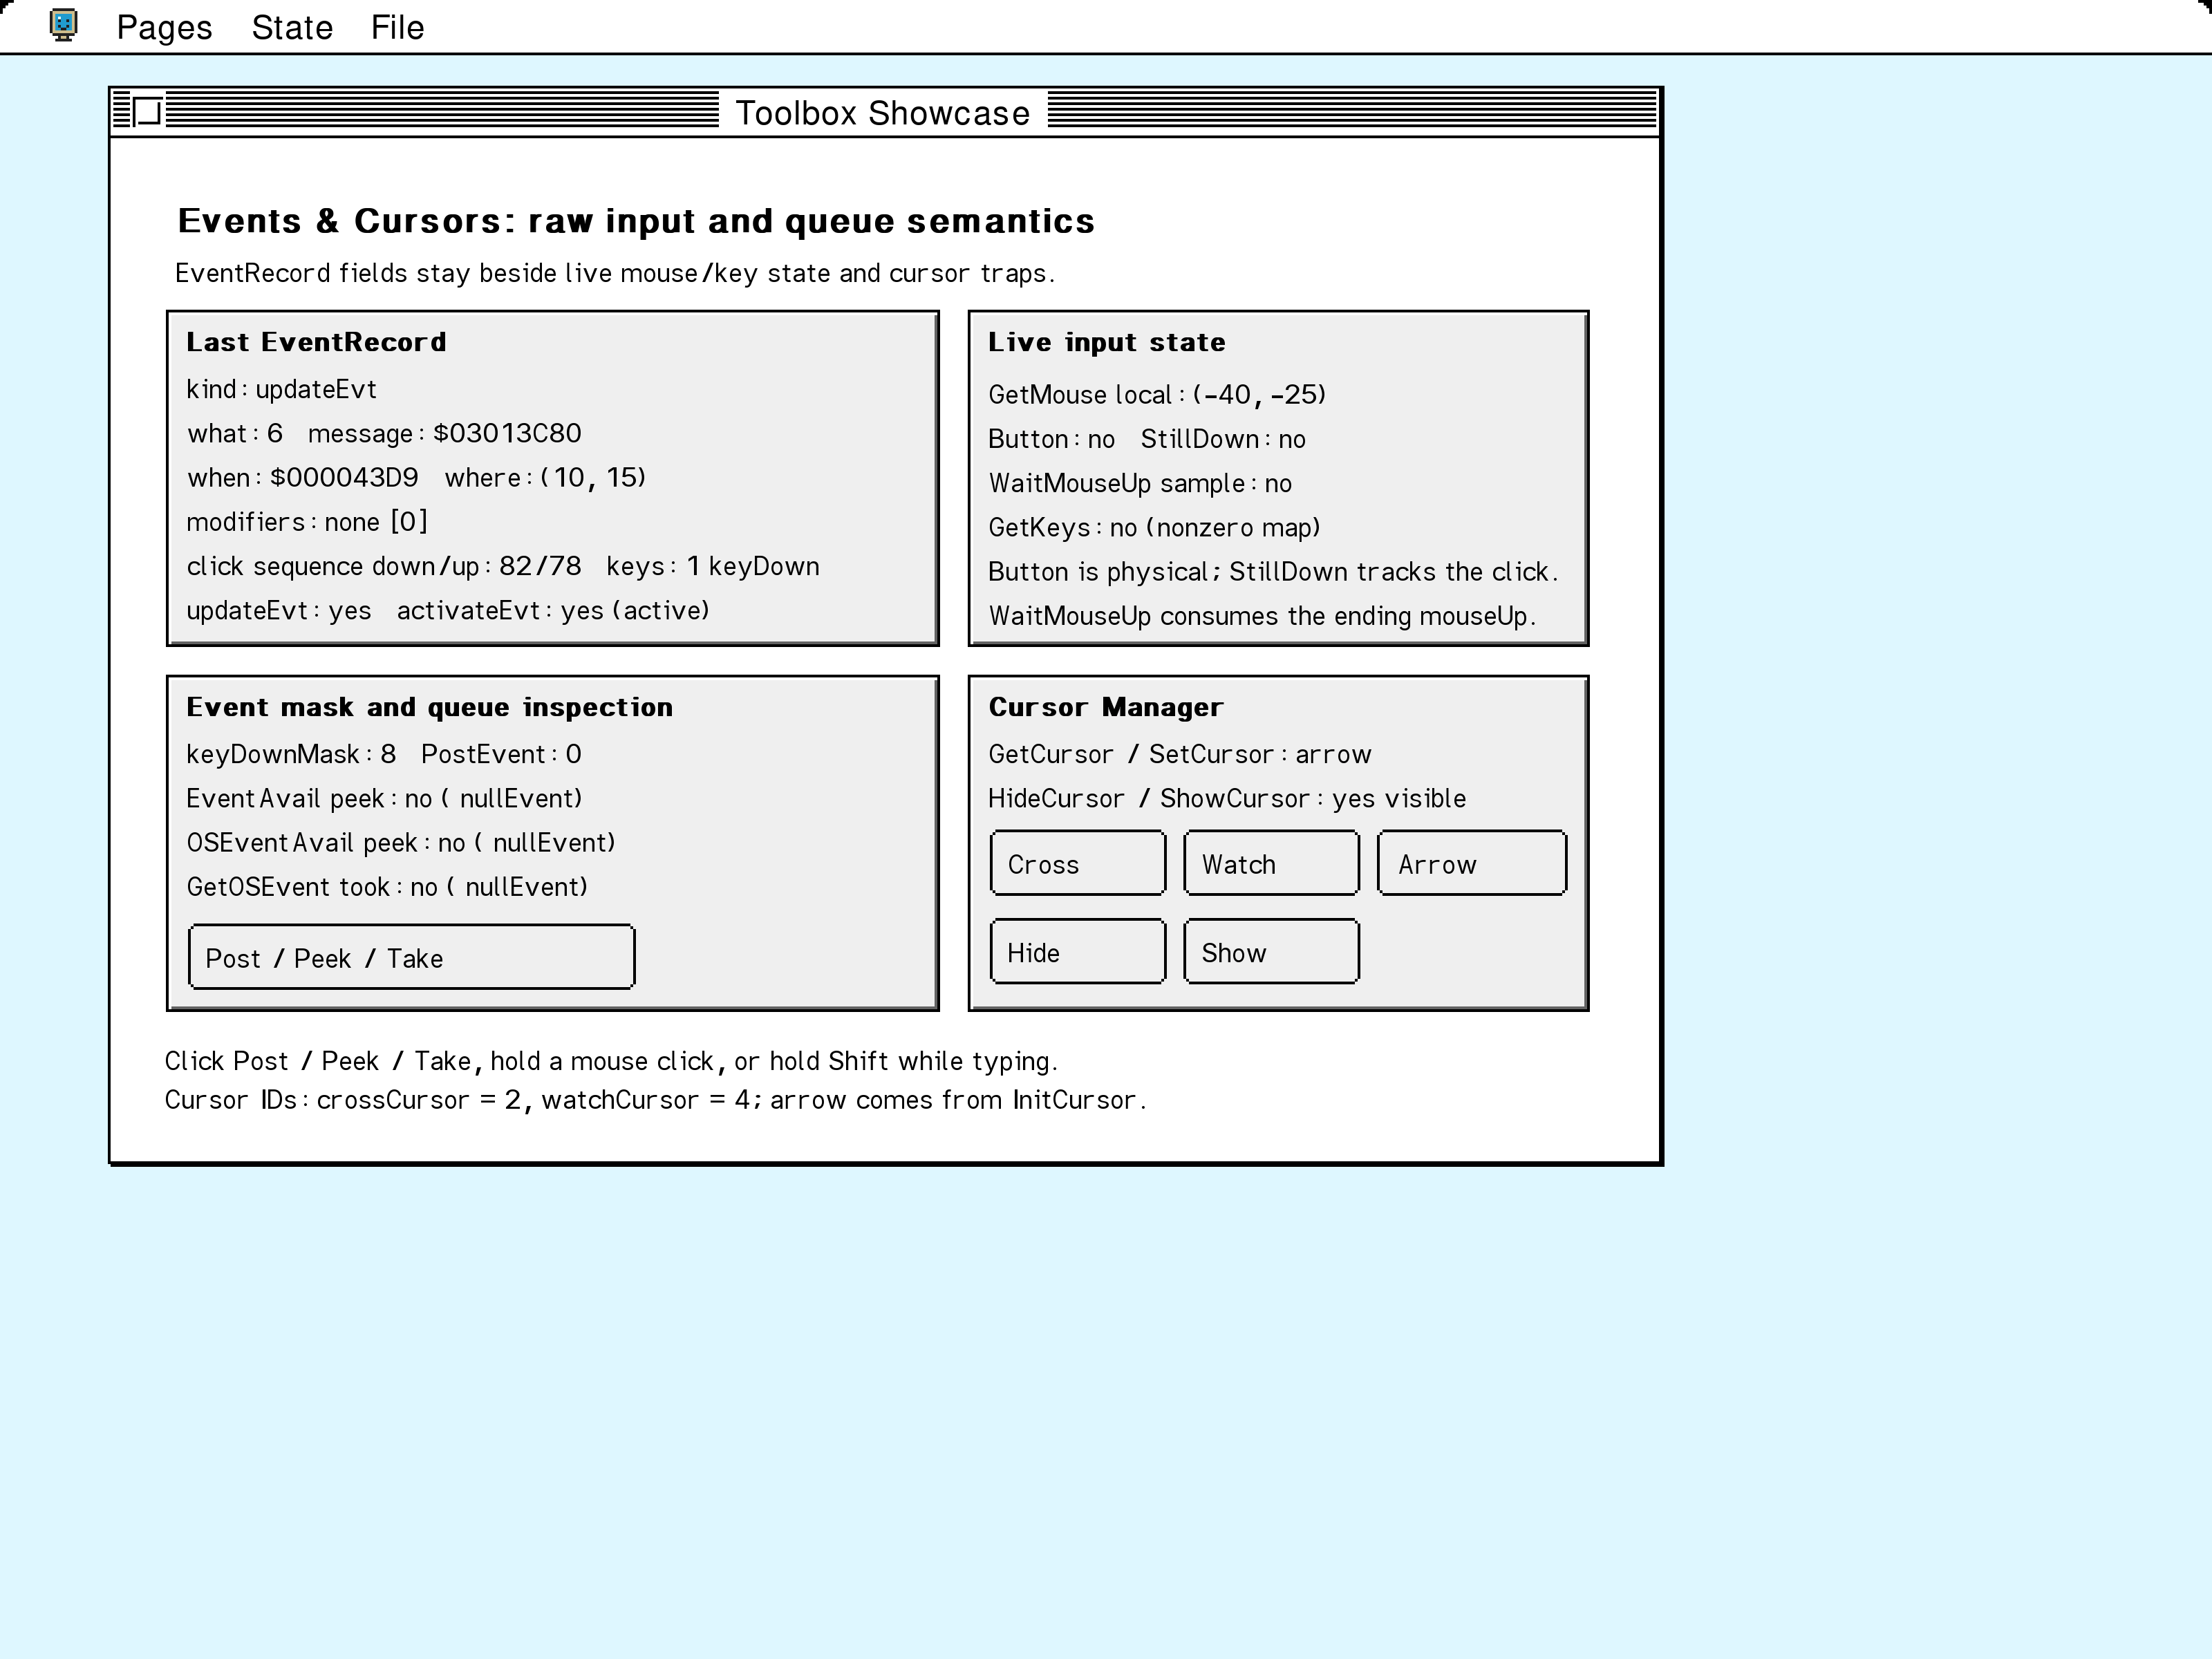 Pages State File
Toolbox Showcase
Events & Cursors: raw input and queue semantics
EventRecord fields stay beside live mouse/key state and cursor traps.
Last EventRecord
kind: updateEvt
what: 6 message: $03013C80
when: $000043D9 where: (10, 15)
modifiers: none [0]
click sequence down/up: 82/78 keys: 1 keyDown
updateEvt: yes activateEvt: yes (active)
Live input state
GetMouse local: (-40, -25)
Button: no StillDown: no
WaitMouseUp sample: no
GetKeys: no (nonzero map)
Button is physical; StillDown tracks the click.
WaitMouseUp consumes the ending mouseUp.
Event mask and queue inspection
keyDownMask: 8 PostEvent: 0
EventAvail peek: no ( nullEvent)
OSEventAvail peek: no ( nullEvent)
GetOSEvent took: no ( nullEvent)
Post / Peek / Take
Cursor Manager
GetCursor / SetCursor: arrow
HideCursor / ShowCursor: yes visible
Cross Watch Arrow
Hide Show
Click Post / Peek / Take, hold a mouse click, or hold Shift while typing.
Cursor IDs: crossCursor = 2, watchCursor = 4; arrow comes from InitCursor.